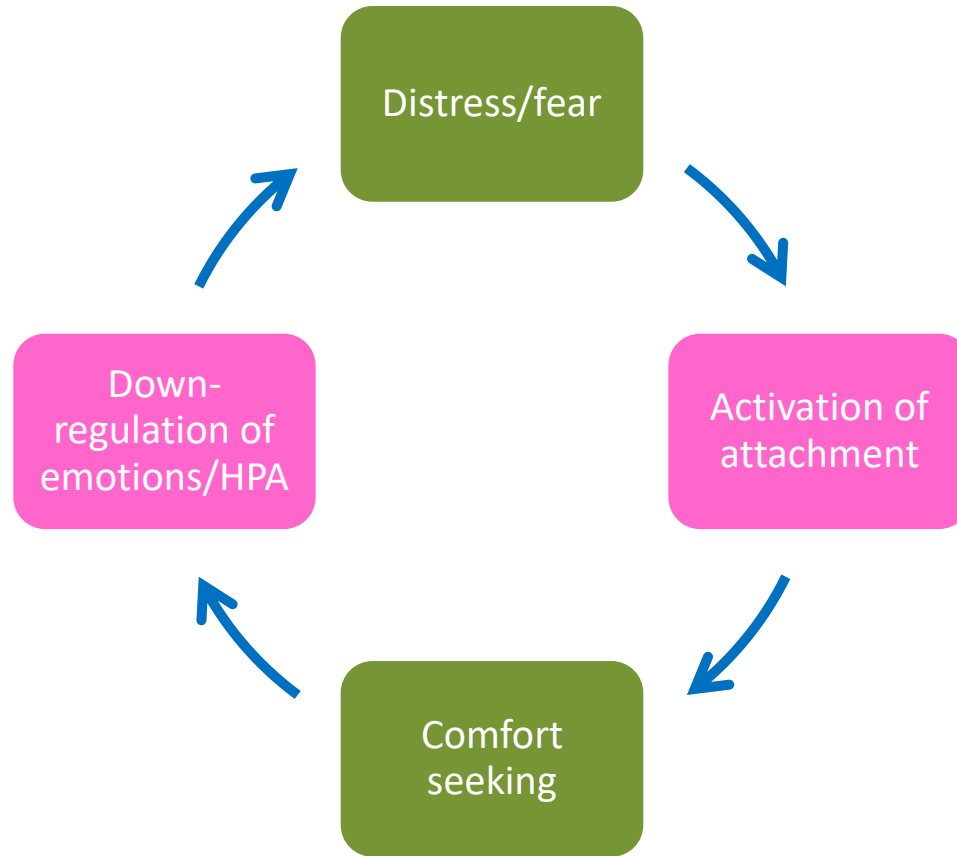 Distress/fear
Activation of
attachment
Comfort
seeking
Down-
regulation of
emotions/HPA